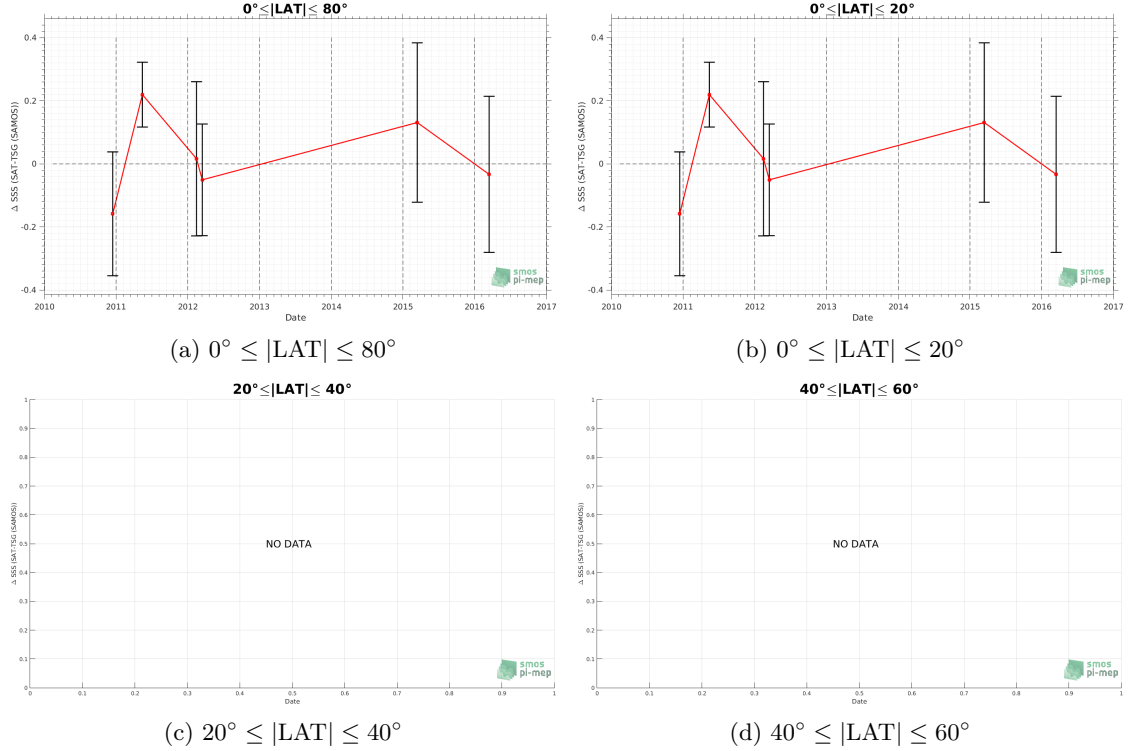 0°≤|LAT|≤ 80°
Δ SSS (SAT-TSG (SAMOS))
0.4
0.2
0
-0.2
-0.4
2010 2011 2012 2013 2014 2015 2016 2017
Date
smos
pi-mep
(a) 0° ≤ |LAT| ≤ 80°
0°≤|LAT|≤ 20°
Δ SSS (SAT-TSG (SAMOS))
0.4
0.2
0
-0.2
-0.4
2010 2011 2012 2013 2014 2015 2016 2017
Date
smos
pi-mep
(b) 0° ≤ |LAT| ≤ 20°
20°≤|LAT|≤ 40°
Δ SSS (SAT-TSG (SAMOS))
1
0.9
0.8
0.7
0.6
0.5
0.4
0.3
0.2
0.1
0
NO DATA
0 0.1 0.2 0.3 0.4 0.5 0.6 0.7 0.8 0.9 1
Date
smos
pi-mep
(c) 20° ≤ |LAT| ≤ 40°
40°≤|LAT|≤ 60°
Δ SSS (SAT-TSG (SAMOS))
1
0.9
0.8
0.7
0.6
0.5
0.4
0.3
0.2
0.1
0
NO DATA
0 0.1 0.2 0.3 0.4 0.5 0.6 0.7 0.8 0.9 1
Date
smos
pi-mep
(d) 40° ≤ |LAT| ≤ 60°